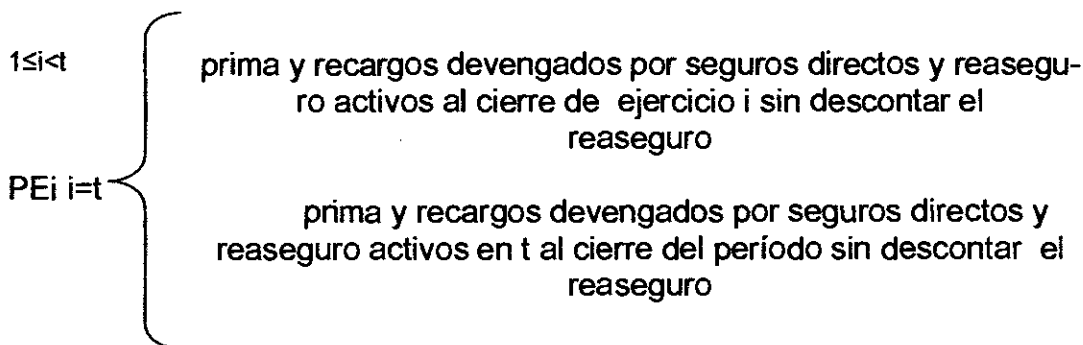 1≤i<t
prima y recargos devengados por seguros directos y reasegu-
ro activos al cierre de ejercicio i sin descontar el
reaseguro
PEi i=t
prima y recargos devengados por seguros directos y
reaseguro activos en t al cierre del período sin descontar el
reaseguro